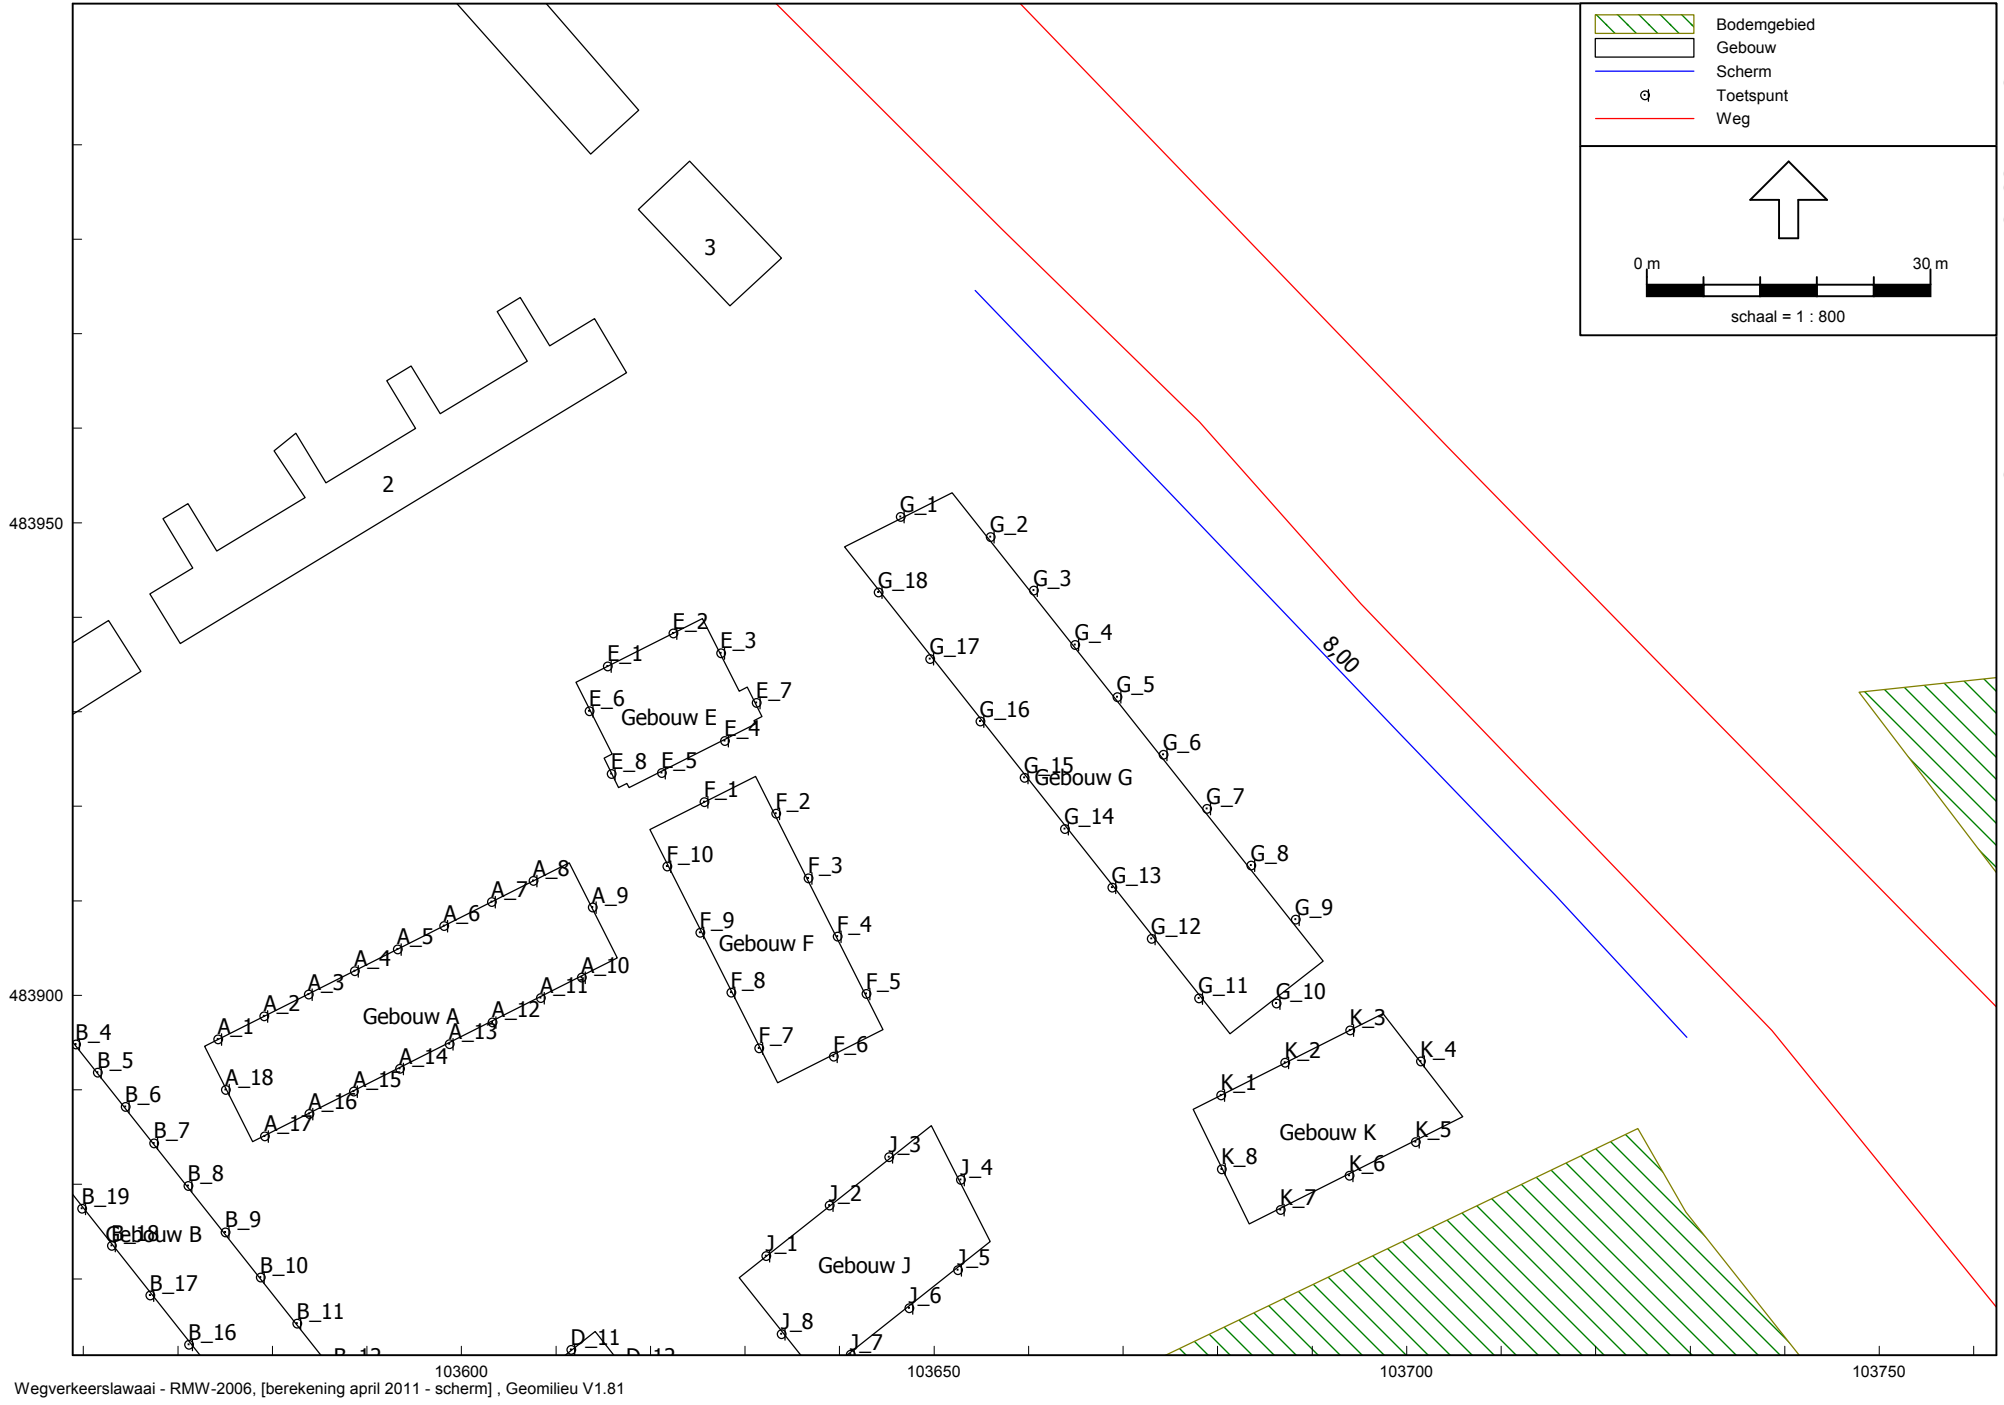 Bodemgebied
Gebouw
Scherm
Toetspunt
Weg
0 m 30 m
schaal = 1 : 800
3
2
8,00
483950
483900
G_1
G_2
G_3
G_4
G_5
G_6
G_7
G_8
G_9
G_10
G_11
G_12
G_13
G_14
G_15
G_16
G_17
G_18
Gebouw G
E_1
E_2
E_3
E_7
E_6
Gebouw E
E_4
E_5
E_8
F_1
F_2
F_3
F_4
F_5
F_6
F_7
F_8
F_9
F_10
Gebouw F
A_1
A_2
A_3
A_4
A_5
A_6
A_7
A_8
A_9
A_10
A_11
A_12
A_13
A_14
A_15
A_16
A_17
A_18
Gebouw A
B_4
B_5
B_6
B_7
B_8
B_9
B_10
B_11
B_12
B_16
B_17
B_18
B_19
Gebouw B
K_1
K_2
K_3
K_4
K_5
K_6
K_7
K_8
Gebouw K
J_1
J_2
J_3
J_4
J_5
J_6
J_7
J_8
Gebouw J
D_11
D_12
103600 103650 103700 103750
Wegverkeerslawaai - RMW-2006, [berekening april 2011 - scherm] , Geomilieu V1.81